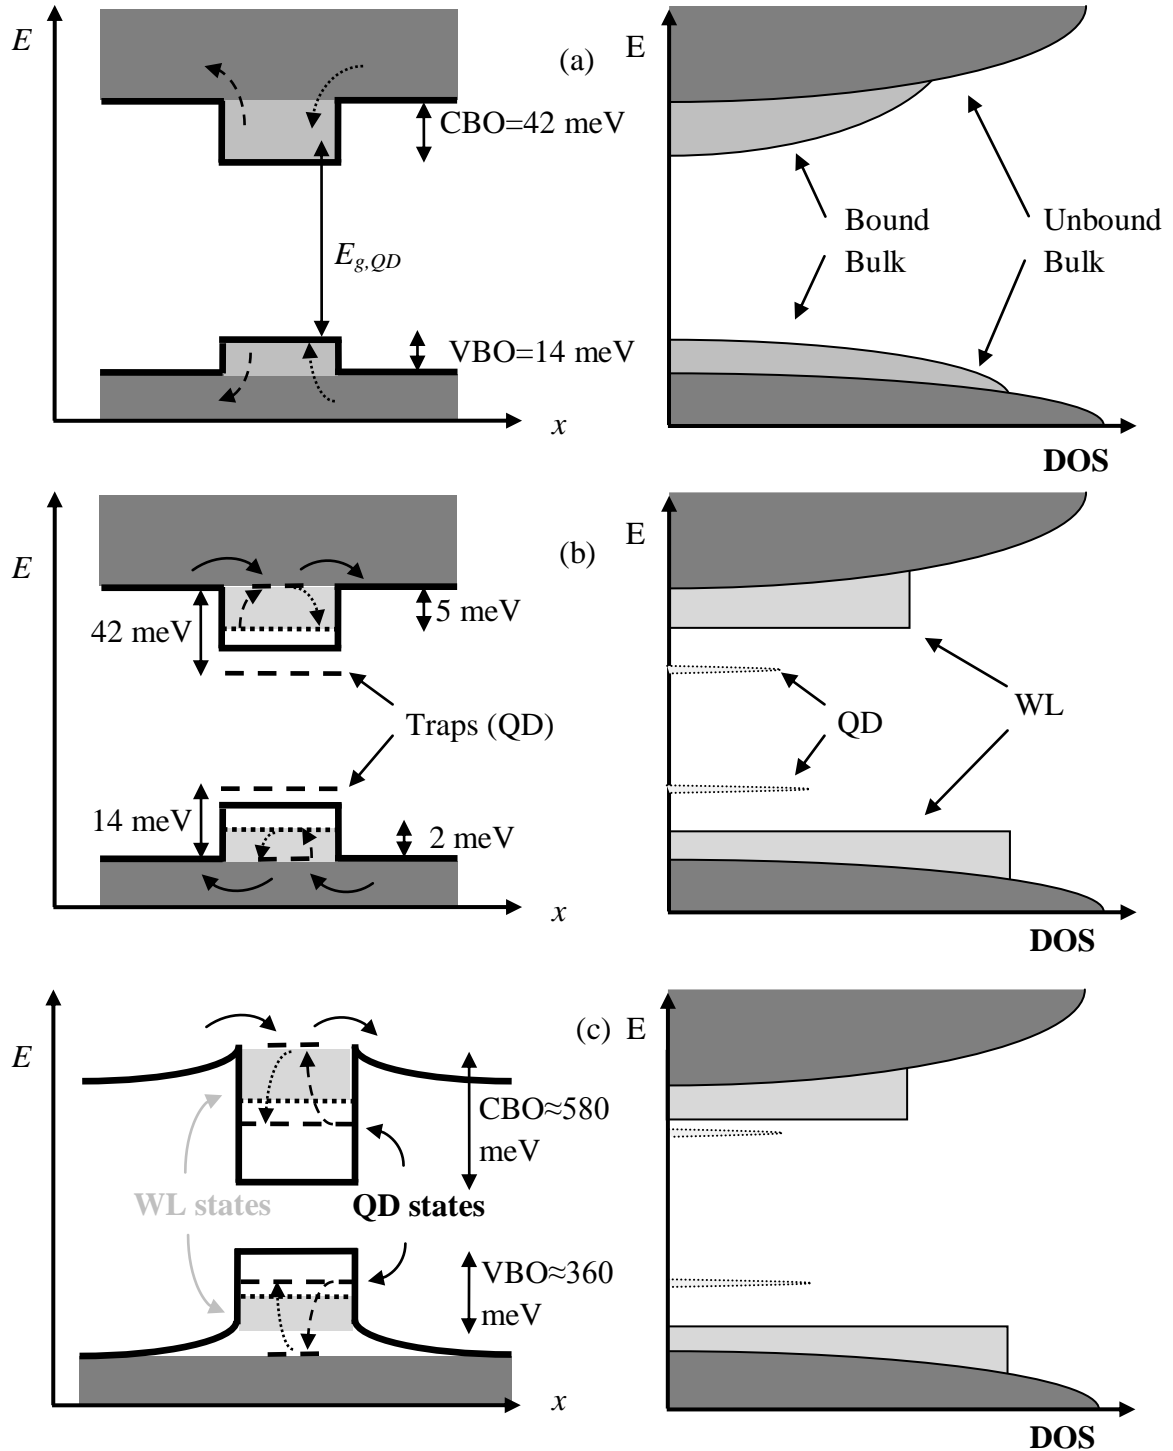 E
(a)
E
CBO=42 meV
Bound
Bulk
Unbound
Bulk
E_{g,QD}
VBO=14 meV
x
DOS
E
(b)
E
42 meV
5 meV
Traps (QD)
QD
WL
14 meV
2 meV
x
DOS
E
(c)
E
CBO≈580
meV
WL states
QD states
VBO≈360
meV
x
DOS